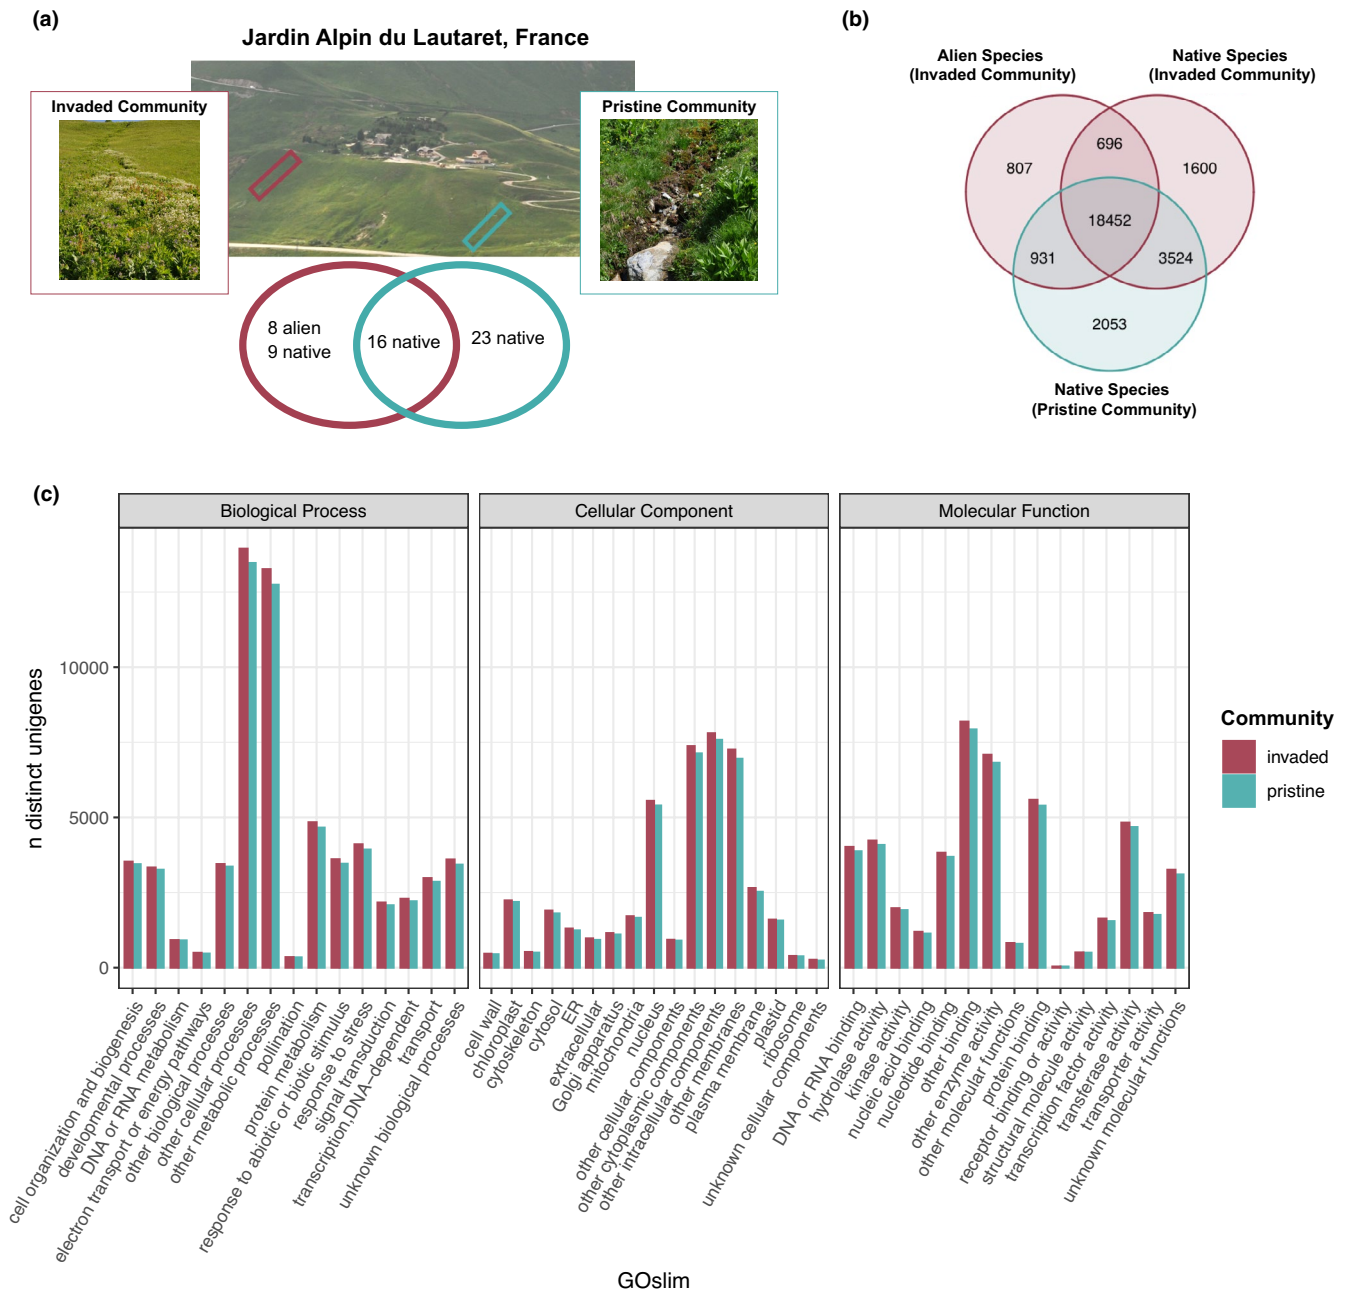 (a)
Jardin Alpin du Lautaret, France
Invaded Community
Pristine Community
8 alien
9 native
16 native
23 native
(b)
Alien Species
(Invaded Community)
Native Species
(Invaded Community)
696
807
1600
18452
931
3524
2053
Native Species
(Pristine Community)
(c)
Biological Process
Cellular Component
Molecular Function
n distinct unigenes
10000
5000
0
Community
invaded
pristine
cell organization and biogenesis
developmental processes
DNA or RNA metabolism
electron transport or energy pathways
other biological processes
other cellular processes
other metabolic processes
pollination
protein metabolism
response to abiotic or biotic stimulus
response to stress
signal transduction
transcription,DNA−dependent
transport
unknown biological processes
cell wall
chloroplast
cytoskeleton
cytosol
ER
extracellular
Golgi apparatus
mitochondria
nucleus
other cellular components
other cytoplasmic components
other intracellular components
other membranes
plasma membrane
plastid
ribosome
unknown cellular components
DNA or RNA binding
hydrolase activity
kinase activity
nucleic acid binding
nucleotide binding
other binding
other enzyme activity
other molecular functions
protein binding
receptor binding or activity
structural molecule activity
transcription factor activity
transferase activity
transporter activity
unknown molecular functions
GOslim